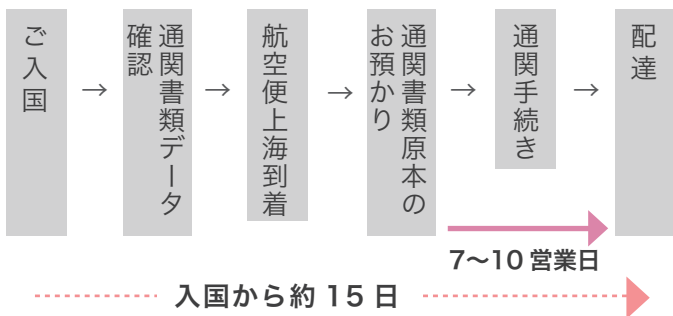 ご入国
→
通関書類データ
確認
→
航空便上海到着
→
通関書類原本の
お預かり
→
通関手続き
→
配達
7〜10 営業日
入国から約 15 日